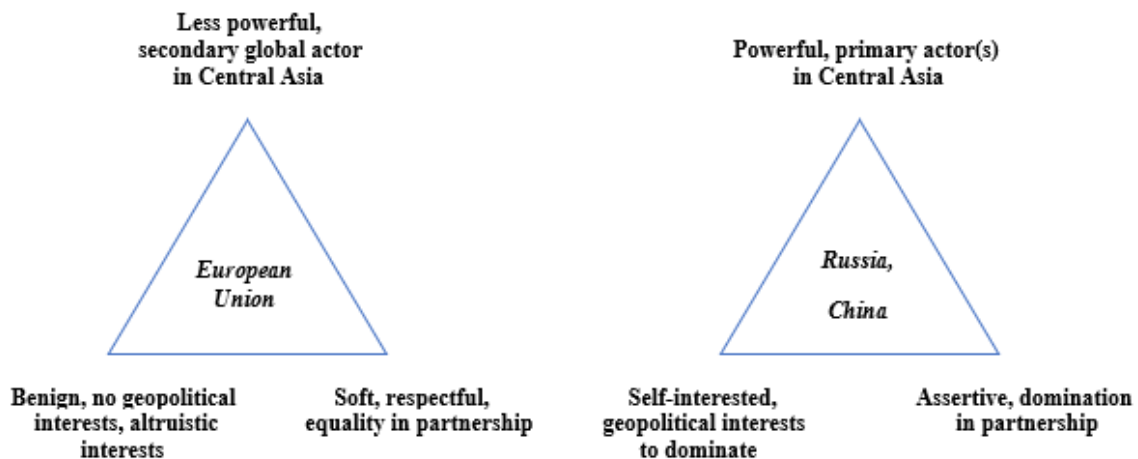 Less powerful,
secondary global actor
in Central Asia
Powerful, primary actor(s)
in Central Asia
European
Union
Russia,
China
Benign, no geopolitical
interests, altruistic
interests
Soft, respectful,
equality in partnership
Self-interested,
geopolitical interests
to dominate
Assertive, domination
in partnership